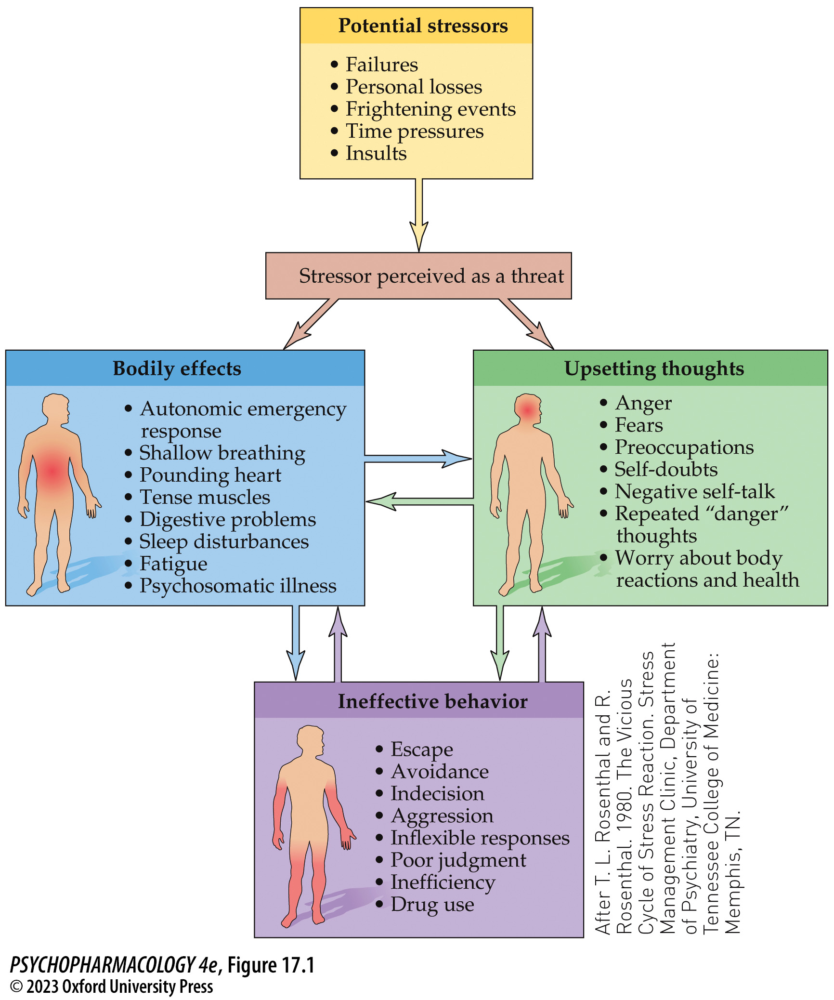 Potential stressors
• Failures
• Personal losses
• Frightening events
• Time pressures
• Insults
Stressor perceived as a threat
Bodily effects
• Autonomic emergency
response
• Shallow breathing
• Pounding heart
• Tense muscles
• Digestive problems
• Sleep disturbances
• Fatigue
• Psychosomatic illness
Upsetting thoughts
• Anger
• Fears
• Preoccupations
• Self-doubts
• Negative self-talk
• Repeated “danger”
thoughts
• Worry about body
reactions and health
Ineffective behavior
• Escape
• Avoidance
• Indecision
• Aggression
• Inflexible responses
• Poor judgment
• Inefficiency
• Drug use
After T. L. Rosenthal and R.
Rosenthal. 1980. The Vicious
Cycle of Stress Reaction. Stress
Management Clinic, Department
of Psychiatry, University of
Tennessee College of Medicine:
Memphis, TN.
PSYCHOPHARMACOLOGY 4e, Figure 17.1
© 2023 Oxford University Press